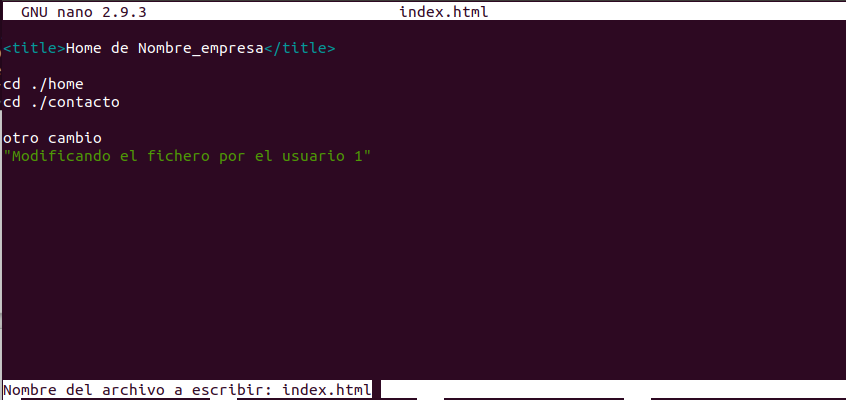 GNU nano 2.9.3 index.html
<title>Home de Nombre_empresa</title>
cd ./home
cd ./contacto
otro cambio
"Modificando el fichero por el usuario 1"
Nombre del archivo a escribir: index.html